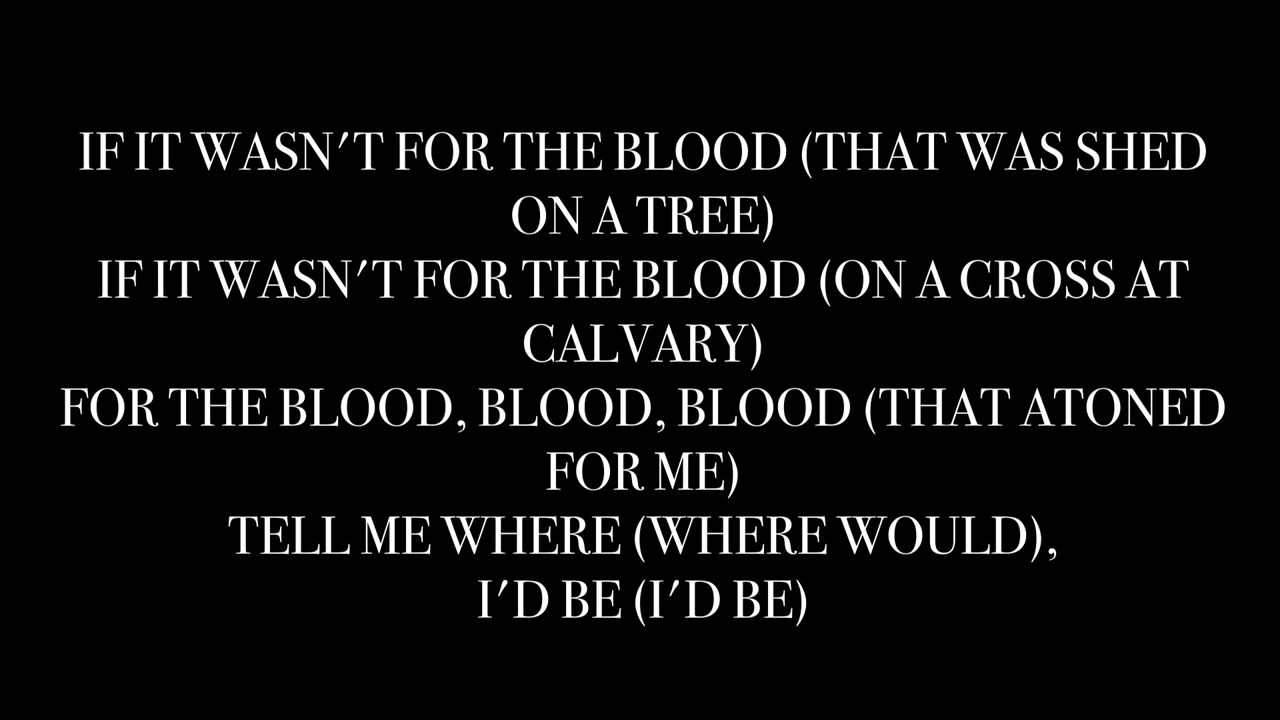 IF IT WASN'T FOR THE BLOOD (THAT WAS SHED
ON A TREE)
IF IT WASN'T FOR THE BLOOD (ON A CROSS AT
CALVARY)
FOR THE BLOOD, BLOOD, BLOOD (THAT ATONED
FOR ME)
TELL ME WHERE (WHERE WOULD),
I'D BE (I'D BE)